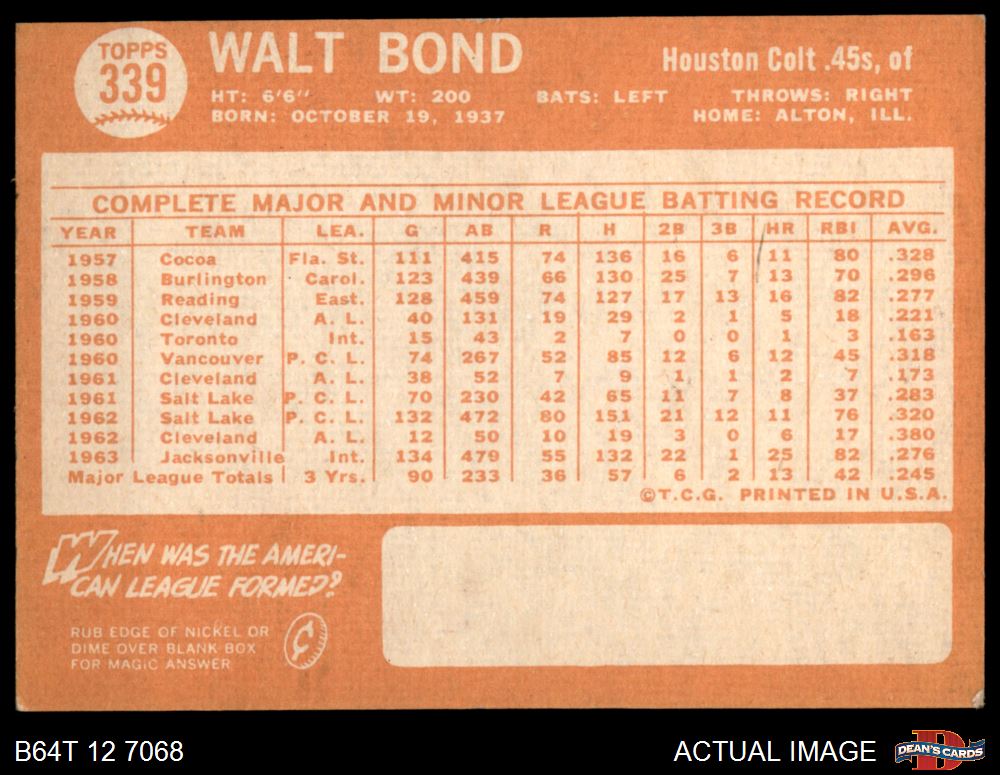 TOPPS
339
WALT BOND
Houston Colt .45s, of
HT: 6'6" WT: 200 BATS: LEFT THROWS: RIGHT
BORN: OCTOBER 19, 1937 HOME: ALTON, ILL.
COMPLETE MAJOR AND MINOR LEAGUE BATTING RECORD
YEAR TEAM LEA. G AB R H 2B 3B HR RBI AVG.
1957 Cocoa Fla. St. 111 415 74 136 16 6 11 80 .328
1958 Burlington Carol. 123 439 66 130 25 7 13 70 .296
1959 Reading East. 128 459 74 127 17 13 16 82 .277
1960 Cleveland A. L. 40 131 19 29 2 1 5 18 .221
1960 Toronto Int. 15 43 2 7 0 0 1 3 .163
1960 Vancouver P. C. L. 74 267 52 85 12 6 12 45 .318
1961 Cleveland A. L. 38 52 7 9 1 1 2 7 .173
1961 Salt Lake P. C. L. 70 230 42 65 11 7 8 37 .283
1962 Salt Lake P. C. L. 132 472 80 151 21 12 11 76 .320
1962 Cleveland A. L. 12 50 10 19 3 0 6 17 .380
1963 Jacksonville Int. 134 479 55 132 22 1 25 82 .276
Major League Totals 3 Yrs. 90 233 36 57 6 2 13 42 .245
©T.C.G. PRINTED IN U.S.A.
WHEN WAS THE AMERI-
CAN LEAGUE FORMED?
RUB EDGE OF NICKEL OR
DIME OVER BLANK BOX
FOR MAGIC ANSWER
¢
B64T 12 7068
ACTUAL IMAGE
DEAN'S CARDS